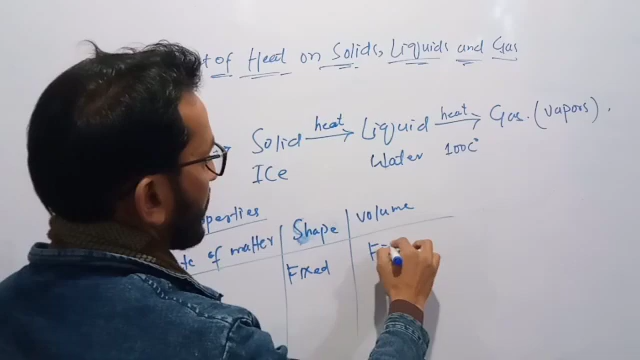 of Heat on Solids, Liquids and Gas
Solid heat Liquid heat Gas. (vapors).
ICe Water 100C°
of matter Shape volume
Fixed